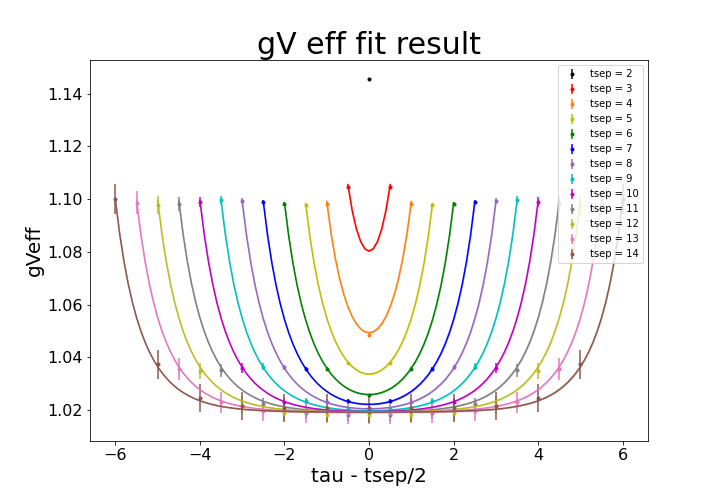 gV eff fit result
gVeff
1.14
1.12
1.10
1.08
1.06
1.04
1.02
−6
−4
−2
0
2
4
6
tau - tsep/2
tsep = 2
tsep = 3
tsep = 4
tsep = 5
tsep = 6
tsep = 7
tsep = 8
tsep = 9
tsep = 10
tsep = 11
tsep = 12
tsep = 13
tsep = 14